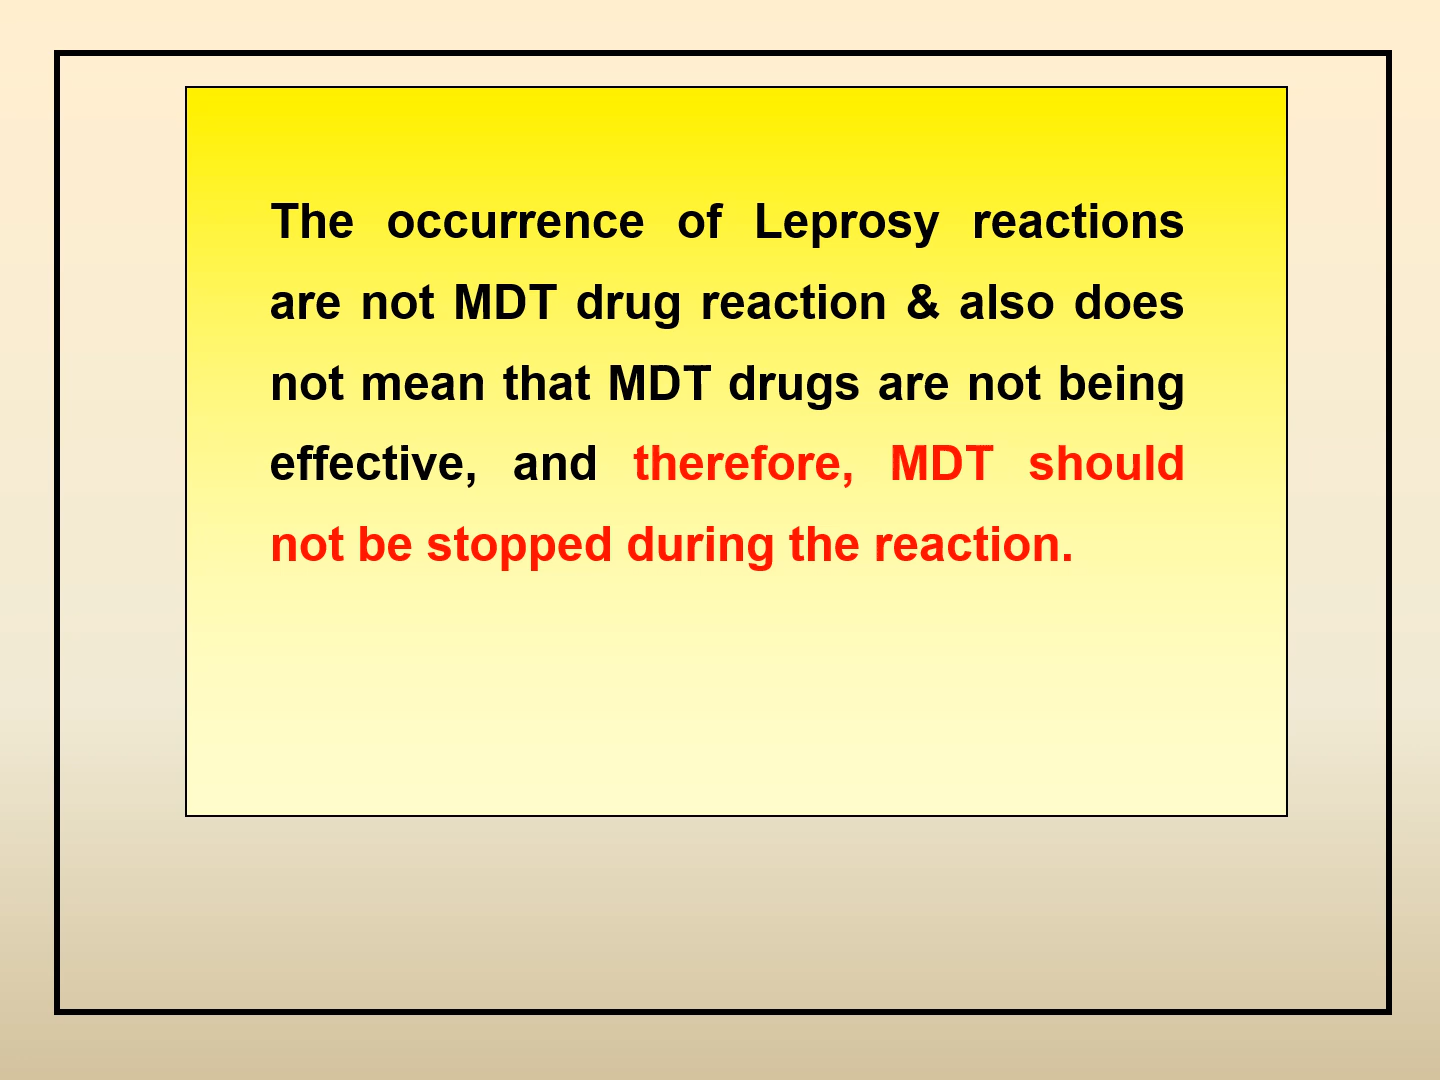 The occurrence of Leprosy reactions
are not MDT drug reaction & also does
not mean that MDT drugs are not being
effective, and therefore, MDT should
not be stopped during the reaction.